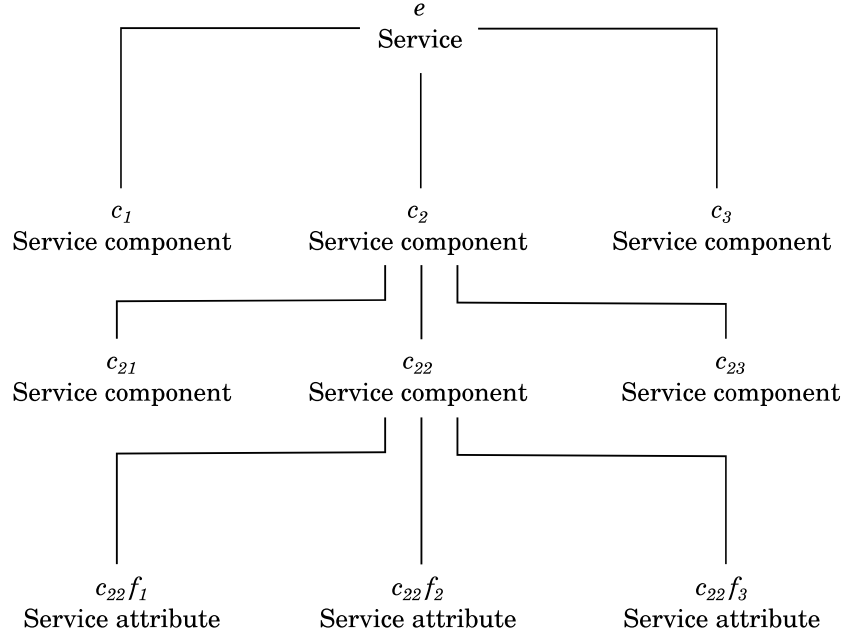 e
Service
c1 c2 c3
Service component Service component Service component
c21 c22 c23
Service component Service component Service component
c22f1 c22f2 c22f3
Service attribute Service attribute Service attribute